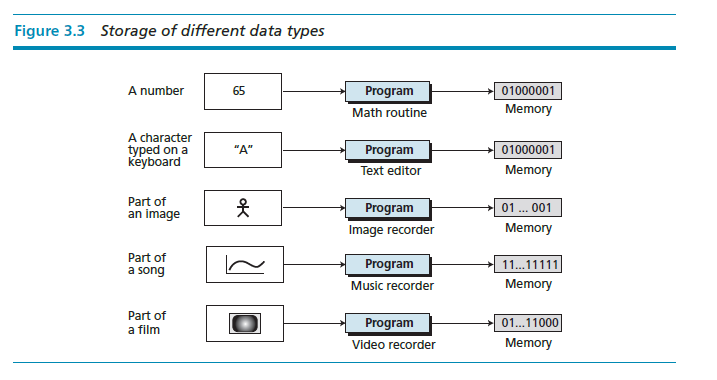 Figure 3.3 Storage of different data types
A number
65
Program
01000001
Math routine
Memory
A character
typed on a
keyboard
“A”
Program
01000001
Text editor
Memory
Part of
an image
Program
01 ... 001
Image recorder
Memory
Part of
a song
Program
11...11111
Music recorder
Memory
Part of
a film
Program
01...11000
Video recorder
Memory